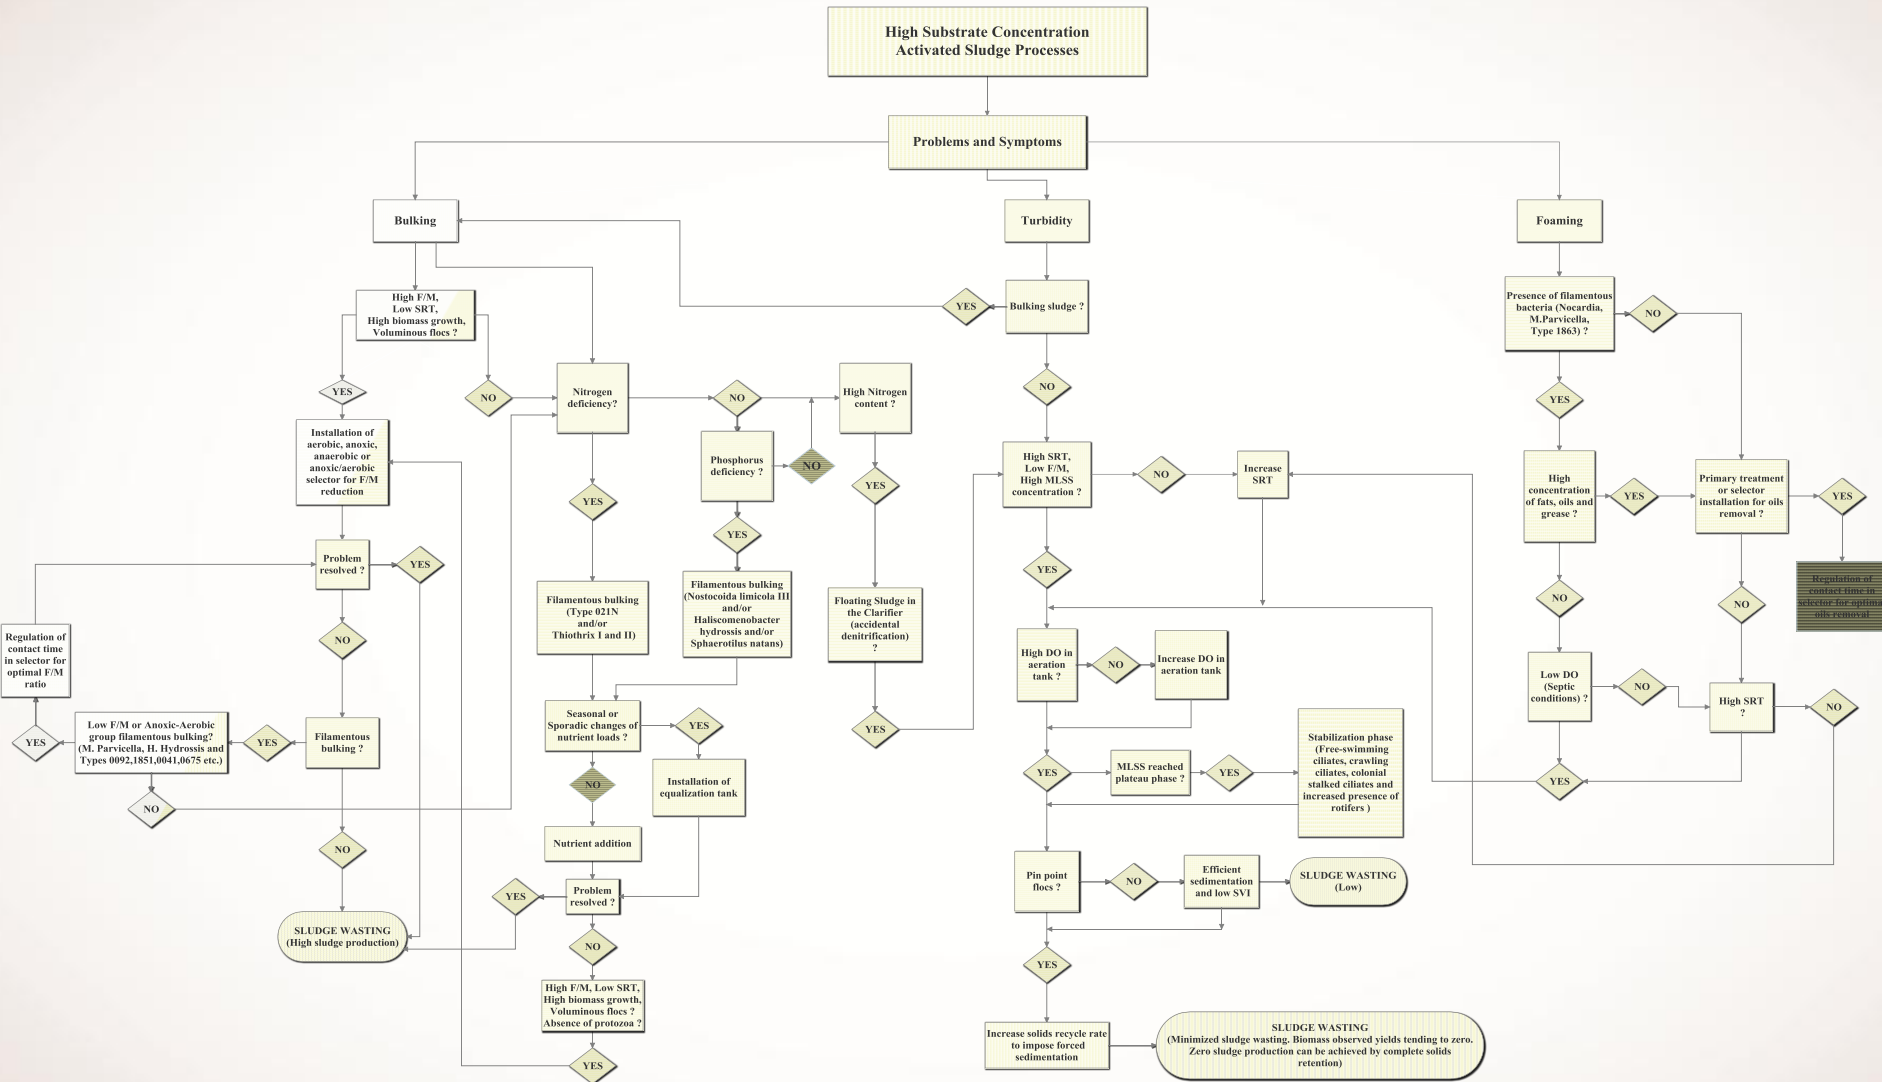 High Substrate Concentration
Activated Sludge Processes
Problems and Symptoms
Bulking
Turbidity
Foaming
High F/M,
Low SRT,
High biomass growth,
Voluminous flocs ?
YES
Bulking sludge ?
Presence of filamentous
bacteria (Nocardia,
M.Parvicella,
Type 1863) ?
NO
YES
NO
Nitrogen
deficiency?
NO
High Nitrogen
content ?
NO
YES
Installation of
aerobic, anoxic,
anaerobic or
anoxic/aerobic
selector for F/M
reduction
Phosphorus
deficiency ?
NO
YES
YES
High SRT,
Low F/M,
High MLSS
concentration ?
NO
Increase
SRT
High
concentration
of fats, oils and
grease ?
YES
Primary treatment
or selector
installation for oils
removal ?
YES
YES
Problem
resolved ?
YES
YES
Filamentous bulking
(Type 021N
and/or
Thiothrix I and II)
Filamentous bulking
(Nostocoida limicola III
and/or
Haliscomenobacter
hydrossis and/or
Sphaerotilus natans)
Floating Sludge in
the Clarifier
(accidental
denitrification)
?
NO
NO
Regulation of
contact time in
selector for optimal
oils removal
NO
Regulation of
contact time
in selector for
optimal F/M
ratio
High DO in
aeration
tank ?
NO
Increase DO in
aeration tank
Low DO
(Septic
conditions) ?
NO
High SRT
?
NO
Low F/M or Anoxic-Aerobic
group filamentous bulking?
(M. Parvicella, H. Hydrossis and
Types 0092,1851,0041,0675 etc.)
YES
YES
Filamentous
bulking ?
Seasonal or
Sporadic changes of
nutrient loads ?
YES
YES
Stabilization phase
(Free-swimming
ciliates, crawling
ciliates, colonial
stalked ciliates and
increased presence of
rotifers )
NO
NO
Installation of
equalization tank
YES
MLSS reached
plateau phase ?
YES
YES
NO
Nutrient addition
YES
Problem
resolved ?
Pin point
flocs ?
NO
Efficient
sedimentation
and low SVI
SLUDGE WASTING
(Low)
SLUDGE WASTING
(High sludge production)
NO
YES
High F/M, Low SRT,
High biomass growth,
Voluminous flocs ?
Absence of protozoa ?
YES
Increase solids recycle rate
to impose forced
sedimentation
SLUDGE WASTING
(Minimized sludge wasting. Biomass observed yields tending to zero.
Zero sludge production can be achieved by complete solids
retention)